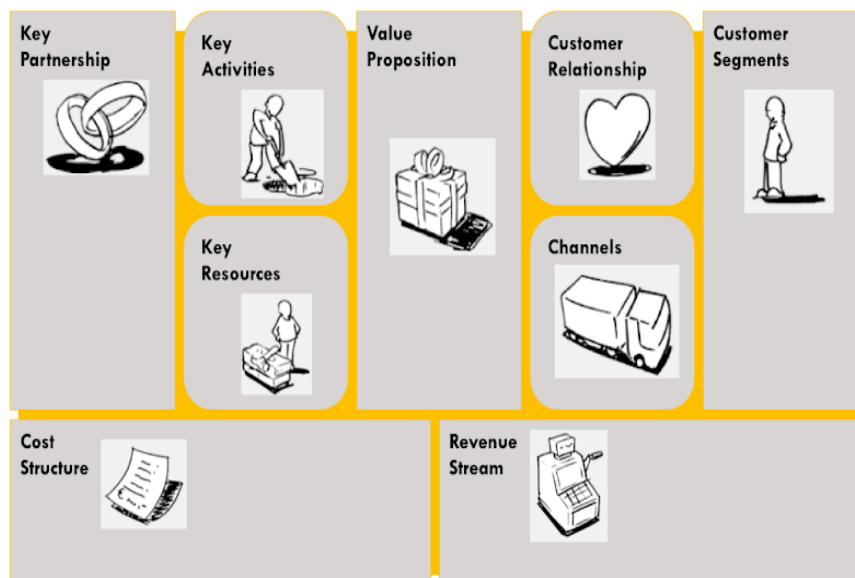 Key
Partnership
Key
Activities
Key
Resources
Value
Proposition
Customer
Relationship
Channels
Customer
Segments
Cost
Structure
Revenue
Stream